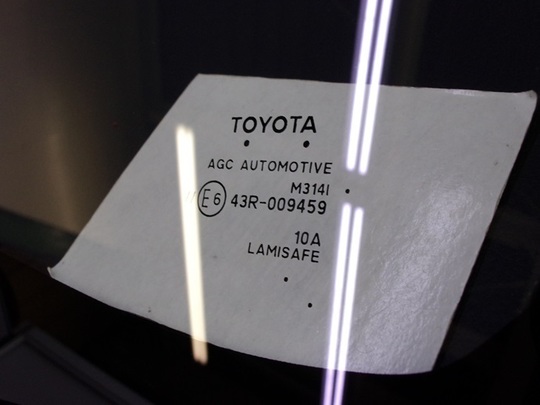 TOYOTA
AGC AUTOMOTIVE
M314I
E6 43R-009459
10A
LAMISAFE